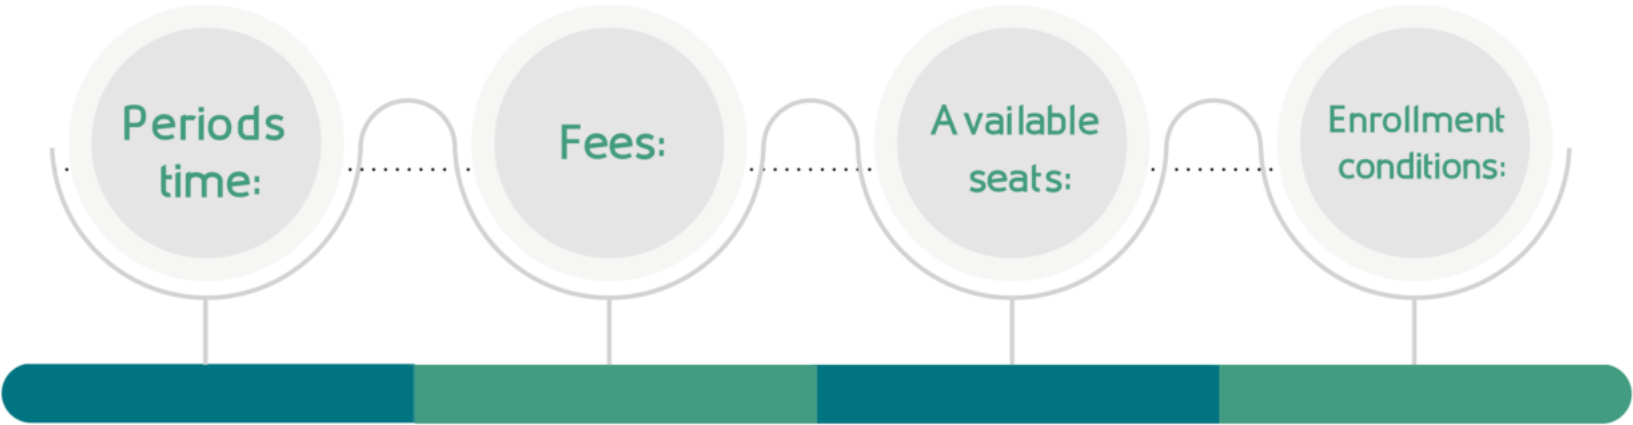 Periods
time:
Fees:
Available
seats:
Enrollment
conditions: